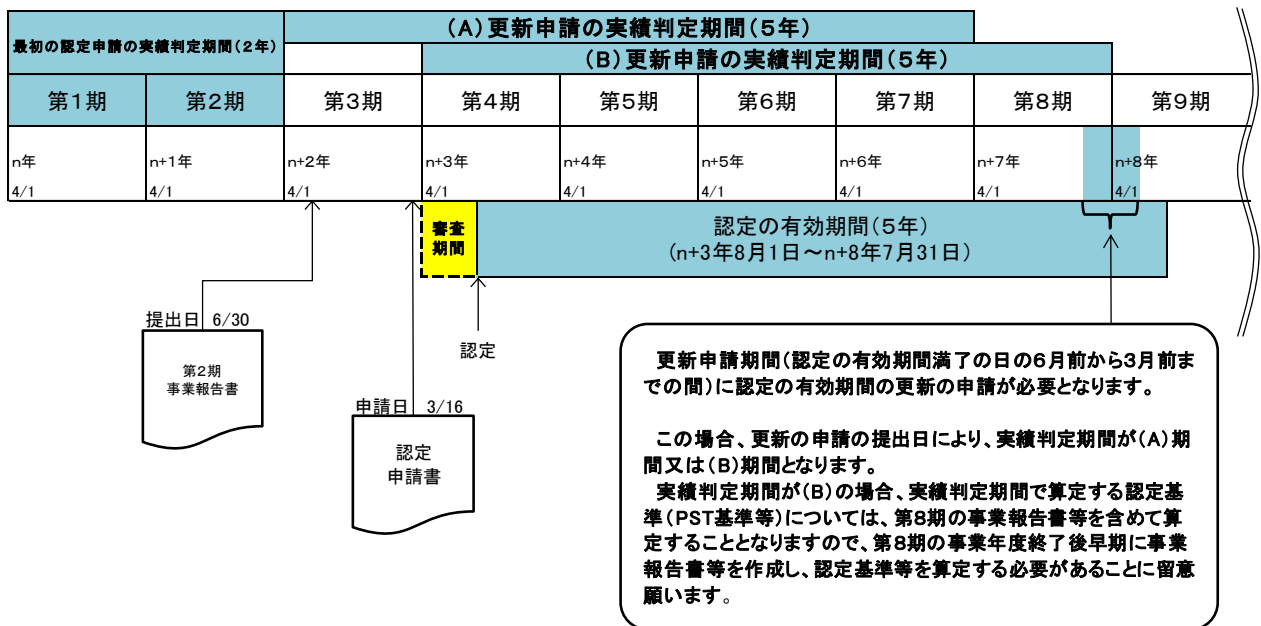 最初の認定申請の実績判定期間(2年)
(A)更新申請の実績判定期間(5年)
(B)更新申請の実績判定期間(5年)
第1期
第2期
第3期
第4期
第5期
第6期
第7期
第8期
第9期
n年
4/1
n+1年
4/1
n+2年
4/1
n+3年
4/1
n+4年
4/1
n+5年
4/1
n+6年
4/1
n+7年
4/1
n+8年
4/1
審査
期間
認定の有効期間(5年)
(n+3年8月1日～n+8年7月31日)
提出日 6/30
第2期
事業報告書
認定
申請日 3/16
認定
申請書
更新申請期間(認定の有効期間満了の日の6月前から3月前ま
での間)に認定の有効期間の更新の申請が必要となります。
この場合、更新の申請の提出日により、実績判定期間が(A)期
間又は(B)期間となります。
実績判定期間が(B)の場合、実績判定期間で算定する認定基
準(PST基準等)については、第8期の事業報告書等を含めて算
定することとなりますので、第8期の事業年度終了後早期に事業
報告書等を作成し、認定基準等を算定する必要があることに留意
願います。